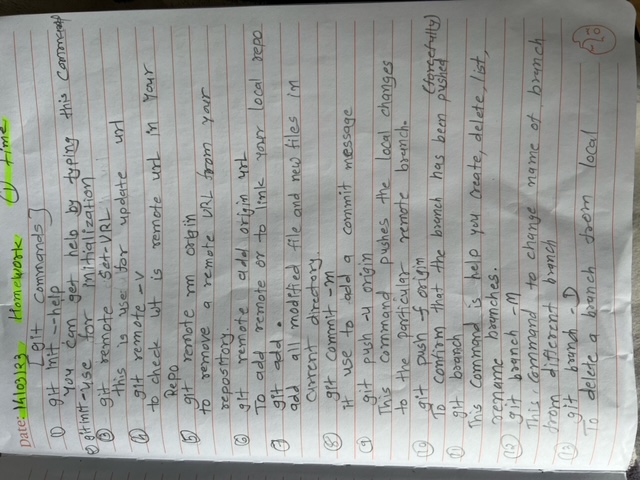 Date: 14/03/23 Homework ① time
[git Commands]
① git init --help
You can get help by typing this command
② git init - use for initialization
③ git remote set-URL
this is use for update url
④ git remote -v
to check wt is remote url in your
Repo
⑤ git remote rm origin
to remove a remote URL from your
repository.
⑥ git remote add origin url
To add remote or to link your local repo
⑦ git add .
add all modified file and new files in
current directory.
⑧ git commit -m
it use to add a commit message
⑨ git push -u origin
This command pushes the local changes
to the particular remote branch.
⑩ git push -f origin (forcefully)
To confirm that the branch has been pushed
⑪ git branch
This command is help you create, delete, list,
rename branches.
⑫ git branch -M
This command to change name of branch
from different branch
⑬ git branch -D
To delete a branch from local